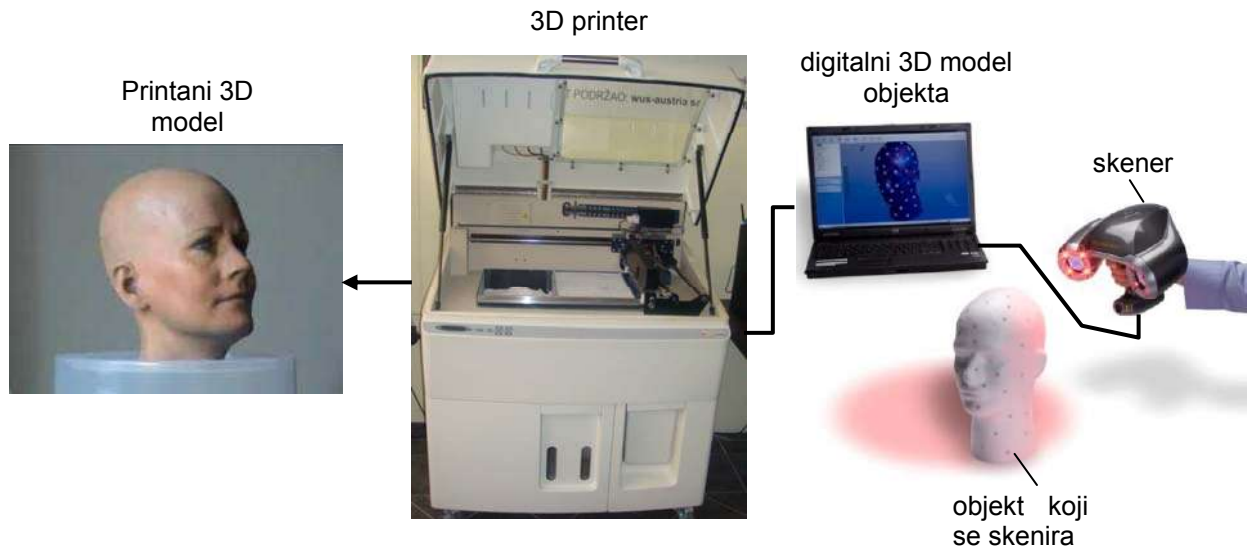 3D printer
Printani 3D
model
T PODRŽAO: wus-austria
digitalni 3D model
objekta
skener
objekt koji
se skenira